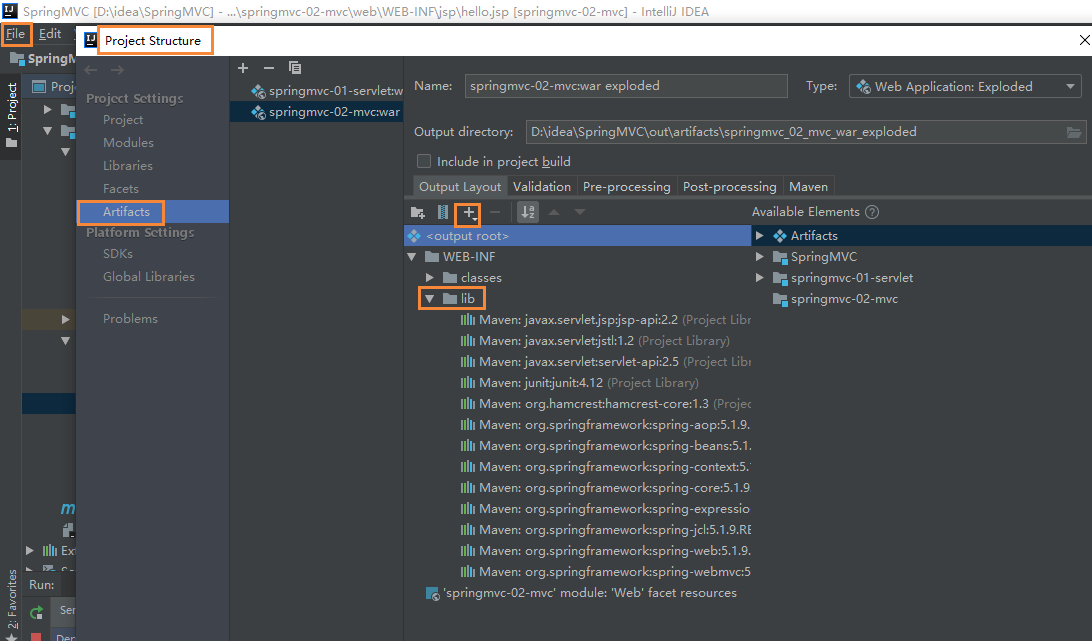 SpringMVC [D:\idea\SpringMVC] - ...\springmvc-02-mvc\web\WEB-INF\jsp\hello.jsp [springmvc-02-mvc] - IntelliJ IDEA
File Edit
Project Structure
SpringM
1: Project
Proj
Project Settings
Project
Modules
Libraries
Facets
Artifacts
Platform Settings
SDKs
Global Libraries
Problems
springmvc-01-servlet:w
springmvc-02-mvc:war
Name: springmvc-02-mvc:war exploded Type: Web Application: Exploded
Output directory: D:\idea\SpringMVC\out\artifacts\springmvc_02_mvc_war_exploded
Include in project build
Output Layout Validation Pre-processing Post-processing Maven
Available Elements ?
<output root>
WEB-INF
classes
lib
Maven: javax.servlet.jsp:jsp-api:2.2 (Project Libr
Maven: javax.servlet:jstl:1.2 (Project Library)
Maven: javax.servlet:servlet-api:2.5 (Project Libr
Maven: junit:junit:4.12 (Project Library)
Maven: org.hamcrest:hamcrest-core:1.3 (Projec
Maven: org.springframework:spring-aop:5.1.9.
Maven: org.springframework:spring-beans:5.1.
Maven: org.springframework:spring-context:5.
Maven: org.springframework:spring-core:5.1.9
Maven: org.springframework:spring-expressio
Maven: org.springframework:spring-jcl:5.1.9.RE
Maven: org.springframework:spring-web:5.1.9.
Maven: org.springframework:spring-webmvc:5
'springmvc-02-mvc' module: 'Web' facet resources
Artifacts
SpringMVC
springmvc-01-servlet
springmvc-02-mvc
m
Ex
Run:
Ser
2: Favorites